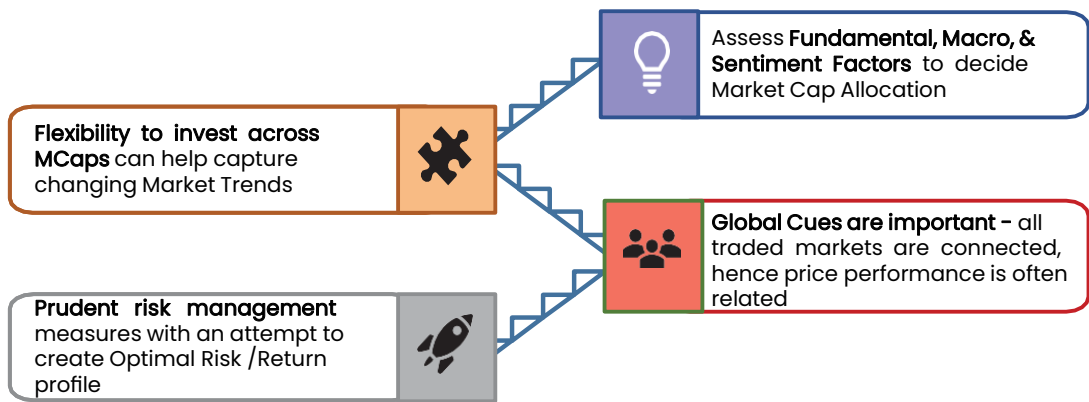 Assess Fundamental, Macro, &
Sentiment Factors to decide
Market Cap Allocation
Flexibility to invest across
MCaps can help capture
changing Market Trends
Global Cues are important - all
traded markets are connected,
hence price performance is often
related
Prudent risk management
measures with an attempt to
create Optimal Risk /Return
profile